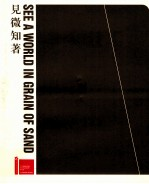 SEE A WORLD IN GRAIN OF SAND
見微知著